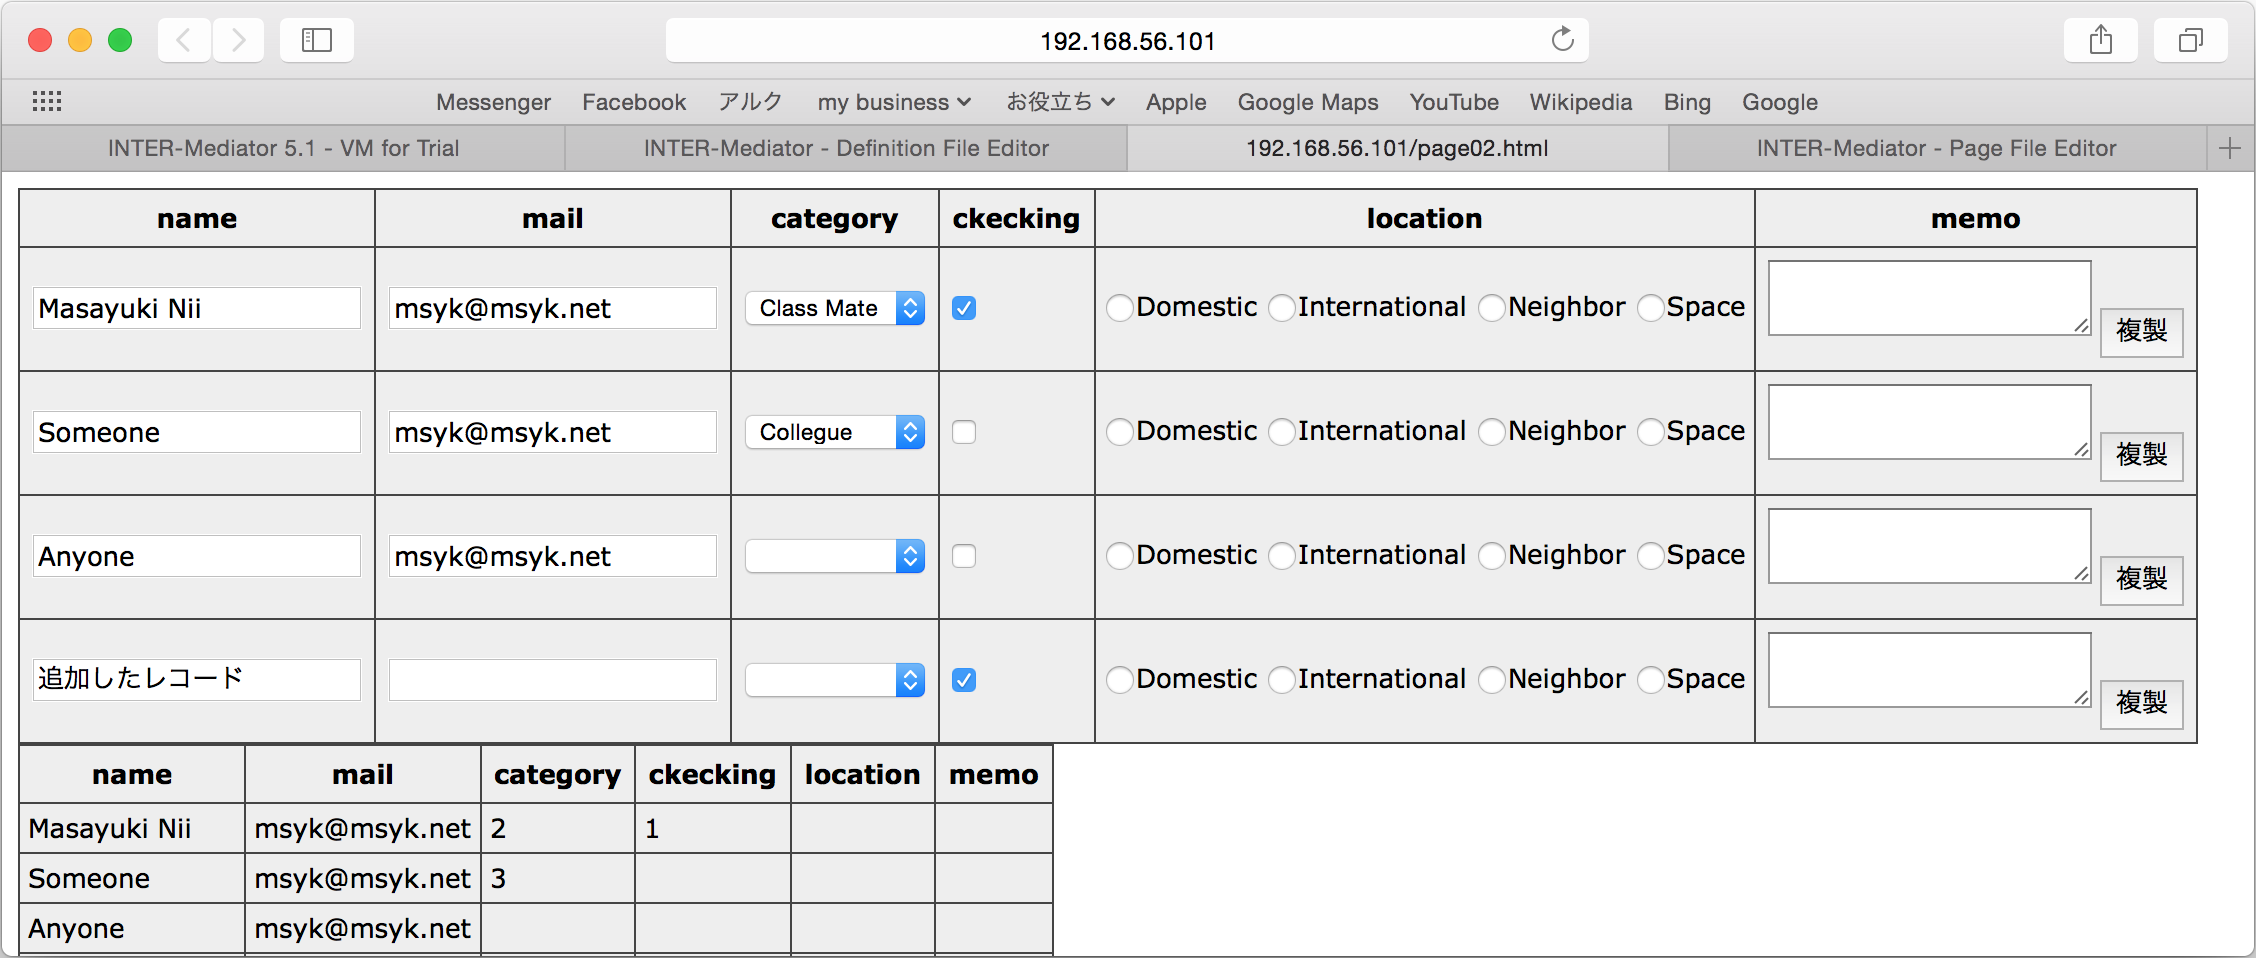 192.168.56.101
Messenger Facebook アルク my business お役立ち Apple Google Maps YouTube Wikipedia Bing Google
INTER-Mediator 5.1 - VM for Trial INTER-Mediator - Definition File Editor 192.168.56.101/page02.html INTER-Mediator - Page File Editor
name mail category ckecking location memo
Masayuki Nii msyk@msyk.net Class Mate Domestic International Neighbor Space 複製
Someone msyk@msyk.net Collegue Domestic International Neighbor Space 複製
Anyone msyk@msyk.net Domestic International Neighbor Space 複製
追加したレコード Domestic International Neighbor Space 複製
name mail category ckecking location memo
Masayuki Nii msyk@msyk.net 2 1
Someone msyk@msyk.net 3
Anyone msyk@msyk.net